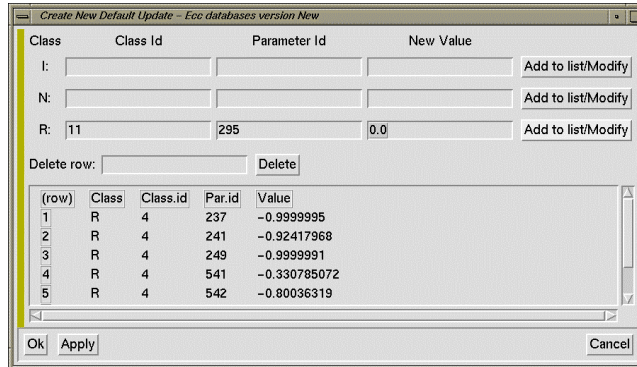 Create New Default Update – Ecc databases version New
Class Class Id Parameter Id New Value
I: Add to list/Modify
N: Add to list/Modify
R: 11 295 0.0 Add to list/Modify
Delete row: Delete
(row) Class Class.id Par.id Value
1 R 4 237 -0.9999995
2 R 4 241 -0.92417968
3 R 4 249 -0.9999991
4 R 4 541 -0.330785072
5 R 4 542 -0.80036319
Ok Apply Cancel